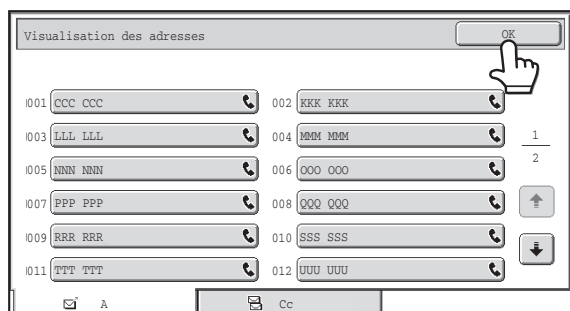 Visualisation des adresses OK
001 CCC CCC 002 KKK KKK
003 LLL LLL 004 MMM MMM 1
005 NNN NNN 006 OOO OOO 2
007 PPP PPP 008 QQQ QQQ
009 RRR RRR 010 SSS SSS
011 TTT TTT 012 UUU UUU
A Cc